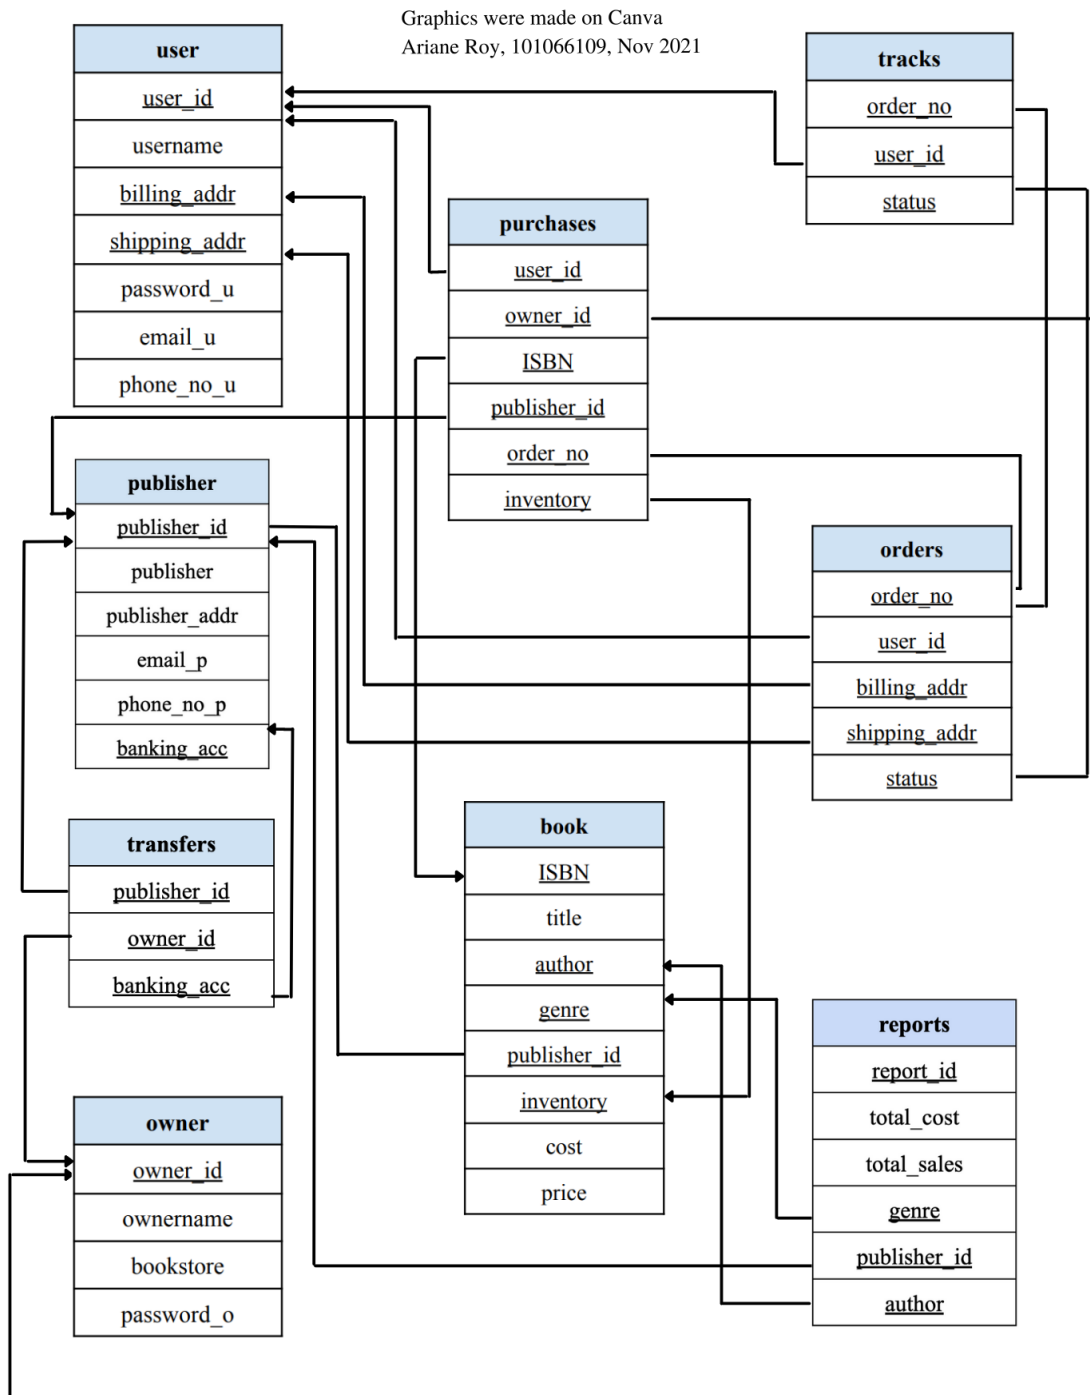 Graphics were made on Canva
Ariane Roy, 101066109, Nov 2021
user
user_id
username
billing_addr
shipping_addr
password_u
email_u
phone_no_u
tracks
order_no
user_id
status
purchases
user_id
owner_id
ISBN
publisher_id
order_no
inventory
publisher
publisher_id
publisher
publisher_addr
email_p
phone_no_p
banking_acc
orders
order_no
user_id
billing_addr
shipping_addr
status
transfers
publisher_id
owner_id
banking_acc
book
ISBN
title
author
genre
publisher_id
inventory
cost
price
reports
report_id
total_cost
total_sales
genre
publisher_id
author
owner
owner_id
ownername
bookstore
password_o